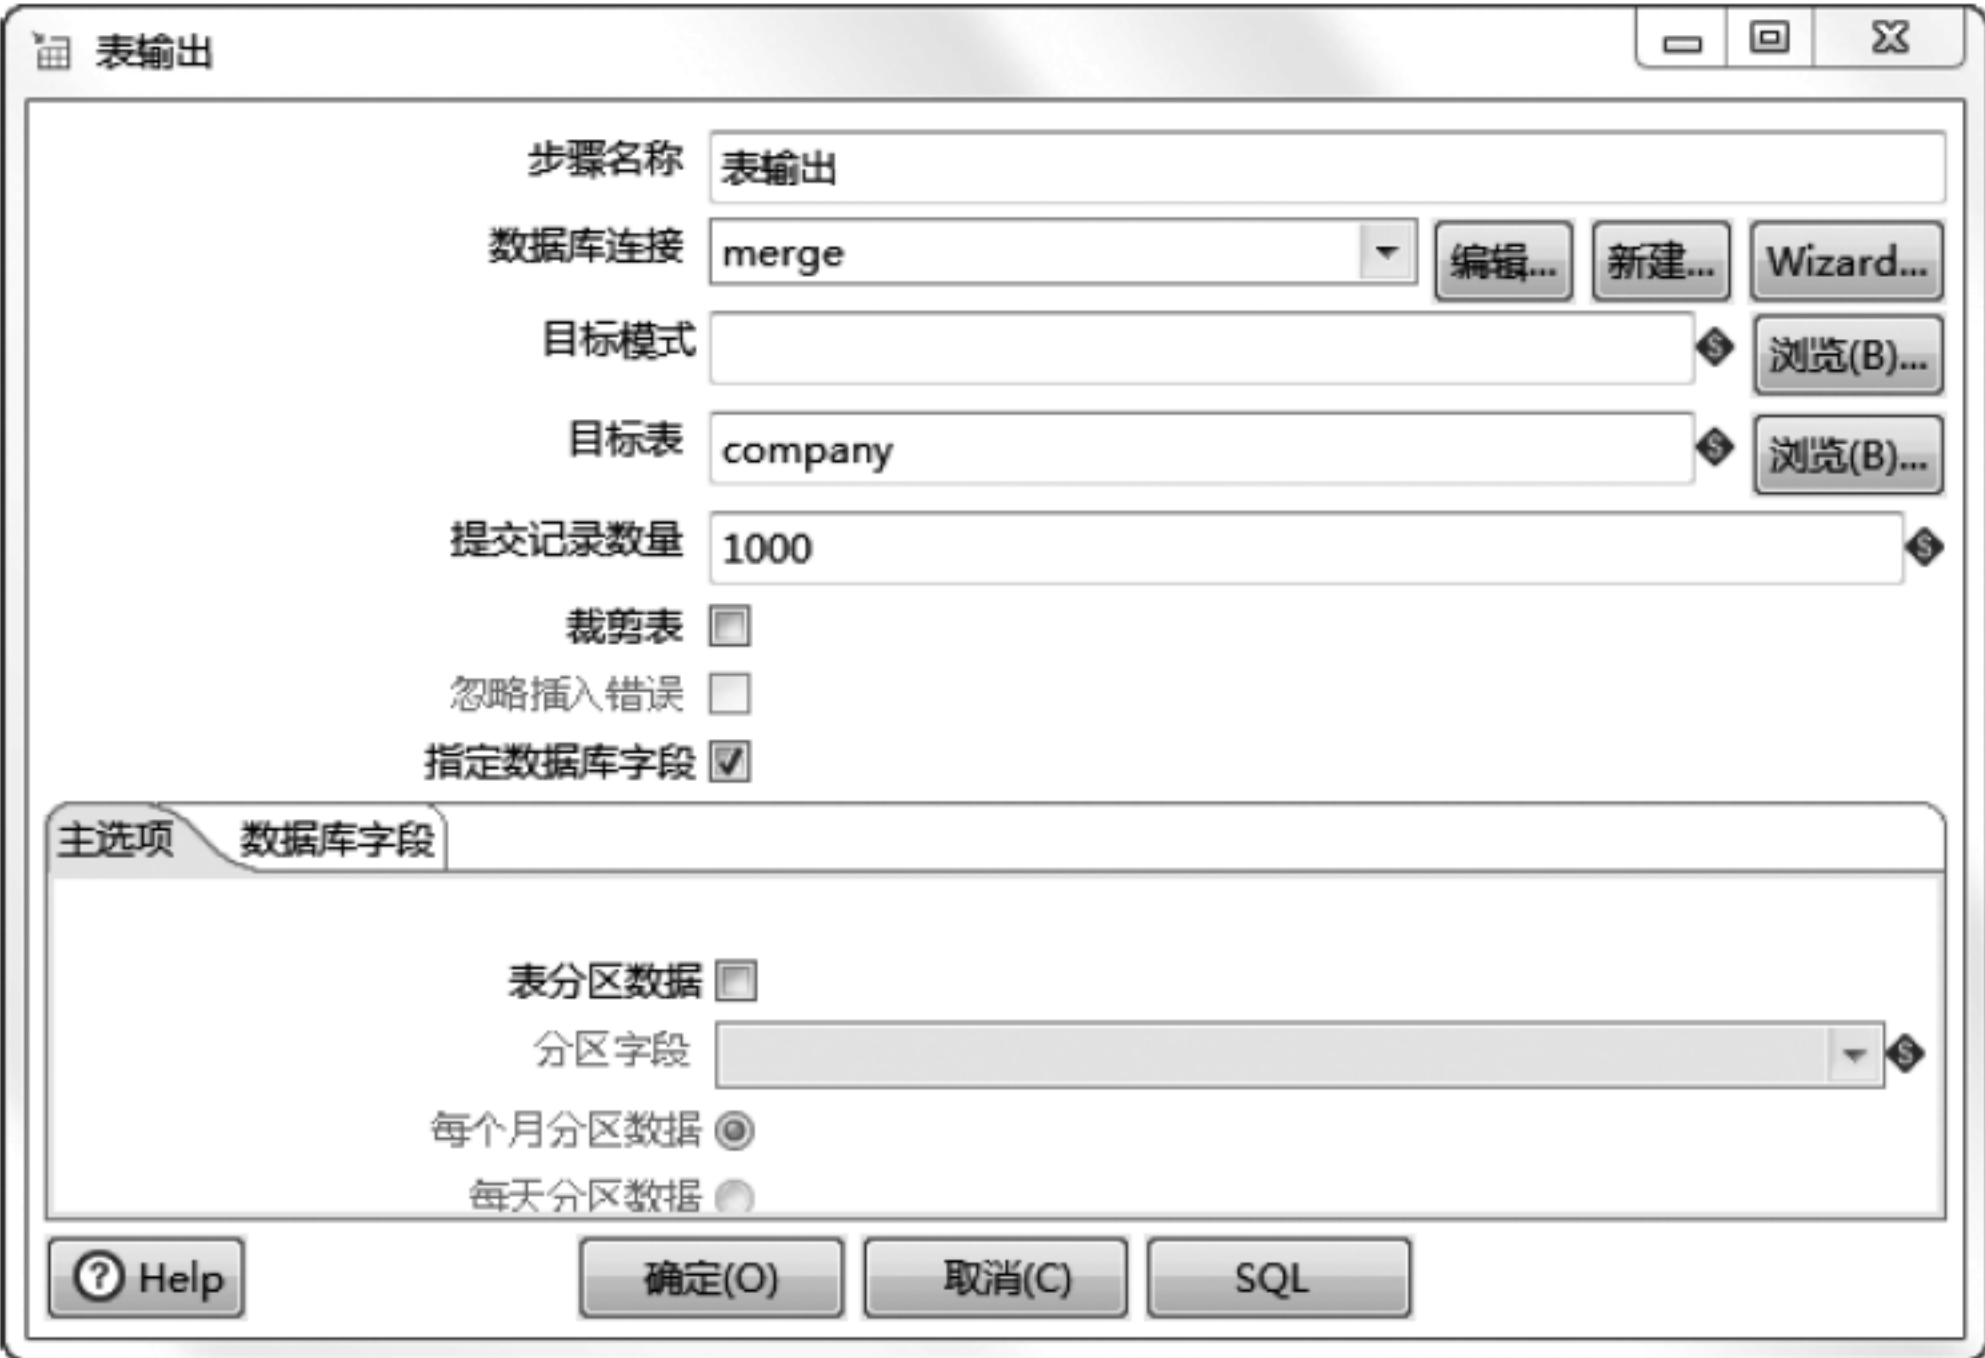 表输出
步骤名称 表输出
数据库连接 merge 编辑... 新建... Wizard...
目标模式 浏览(B)...
目标表 company 浏览(B)...
提交记录数量 1000
裁剪表
忽略插入错误
指定数据库字段
主选项 数据库字段
表分区数据
分区字段
每个月分区数据
每天分区数据
Help 确定(O) 取消(C) SQL